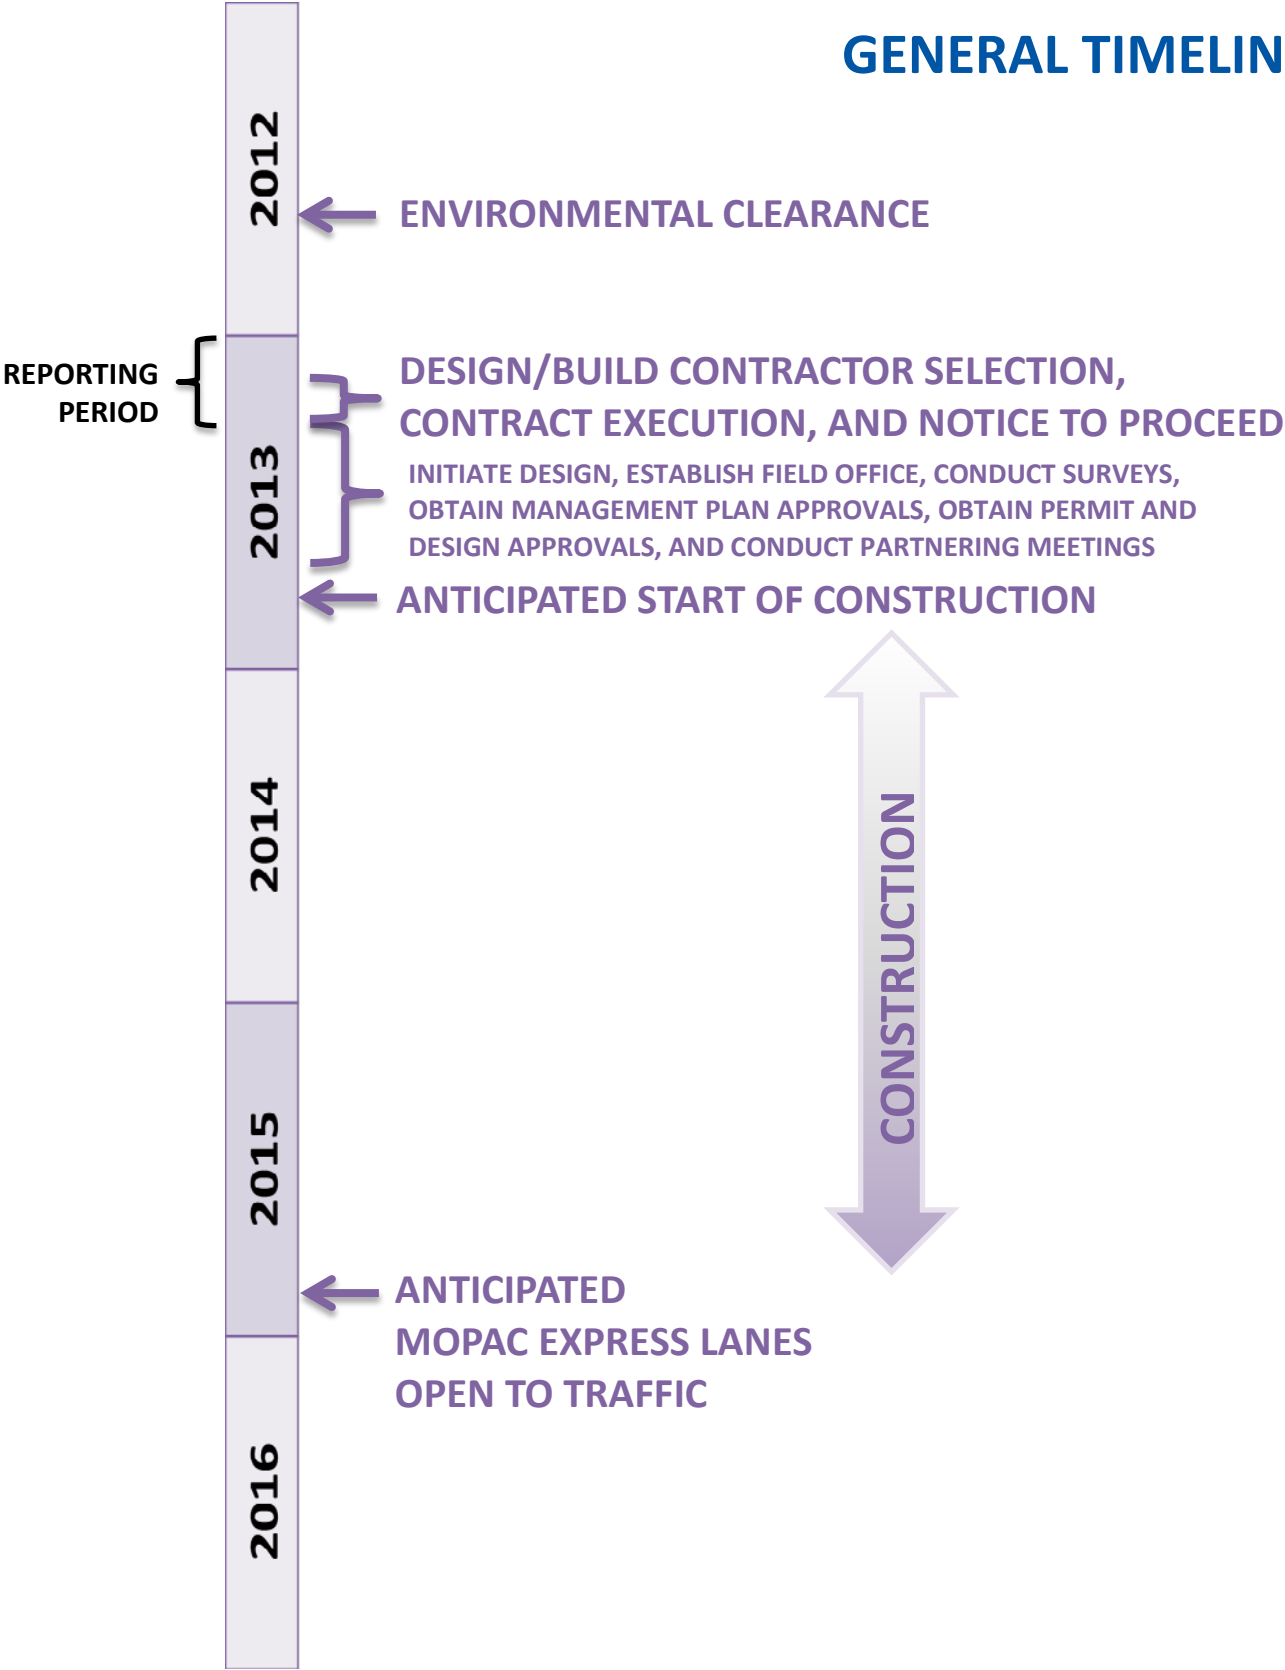 GENERAL TIMELIN
2012
ENVIRONMENTAL CLEARANCE
REPORTING
PERIOD
DESIGN/BUILD CONTRACTOR SELECTION,
CONTRACT EXECUTION, AND NOTICE TO PROCEED
2013
INITIATE DESIGN, ESTABLISH FIELD OFFICE, CONDUCT SURVEYS,
OBTAIN MANAGEMENT PLAN APPROVALS, OBTAIN PERMIT AND
DESIGN APPROVALS, AND CONDUCT PARTNERING MEETINGS
ANTICIPATED START OF CONSTRUCTION
2014
CONSTRUCTION
2015
ANTICIPATED
MOPAC EXPRESS LANES
OPEN TO TRAFFIC
2016